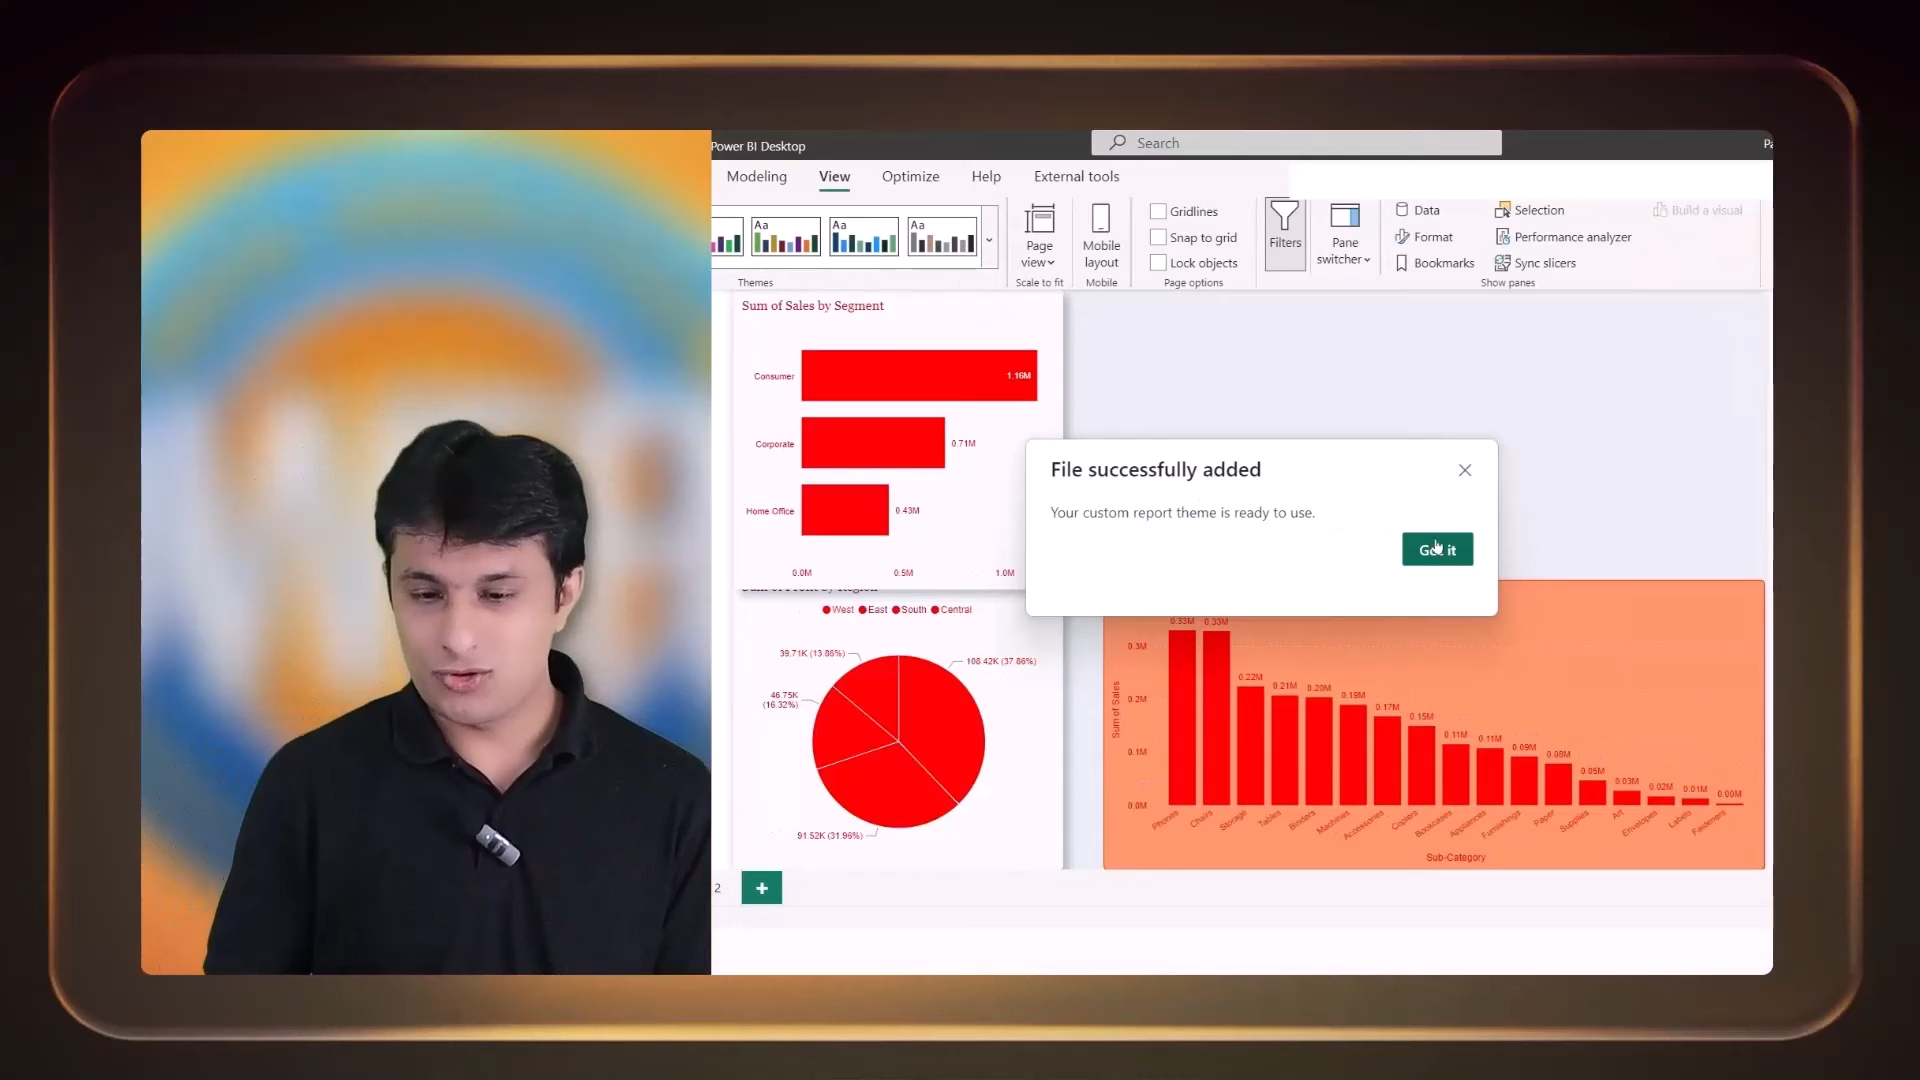 Power BI Desktop
Search
Modeling
View
Optimize
Help
External tools
Aa
Aa
Aa
Themes
Page view
Scale to fit
Mobile layout
Mobile
Gridlines
Snap to grid
Lock objects
Page options
Filters
Pane switcher
Data
Format
Bookmarks
Selection
Performance analyzer
Sync slicers
Show panes
Build a visual
Sum of Sales by Segment
Consumer
1.16M
Corporate
0.71M
Home Office
0.43M
0.0M
0.5M
1.0M
File successfully added
Your custom report theme is ready to use.
West East South Central
39.71K (13.86%)
108.42K (37.86%)
46.75K
(16.32%)
91.52K (31.96%)
Sum of Sales
0.3M
0.2M
0.1M
0.0M
0.33M 0.33M 0.22M 0.21M 0.20M 0.19M 0.17M 0.15M 0.11M 0.11M 0.09M 0.08M 0.05M 0.03M 0.02M 0.01M 0.00M
Phones Chairs Storage Tables Binders Machines Accessories Copiers Bookcases Appliances Furnishings Paper Supplies Art Envelopes Labels Fasteners
Sub-Category
2